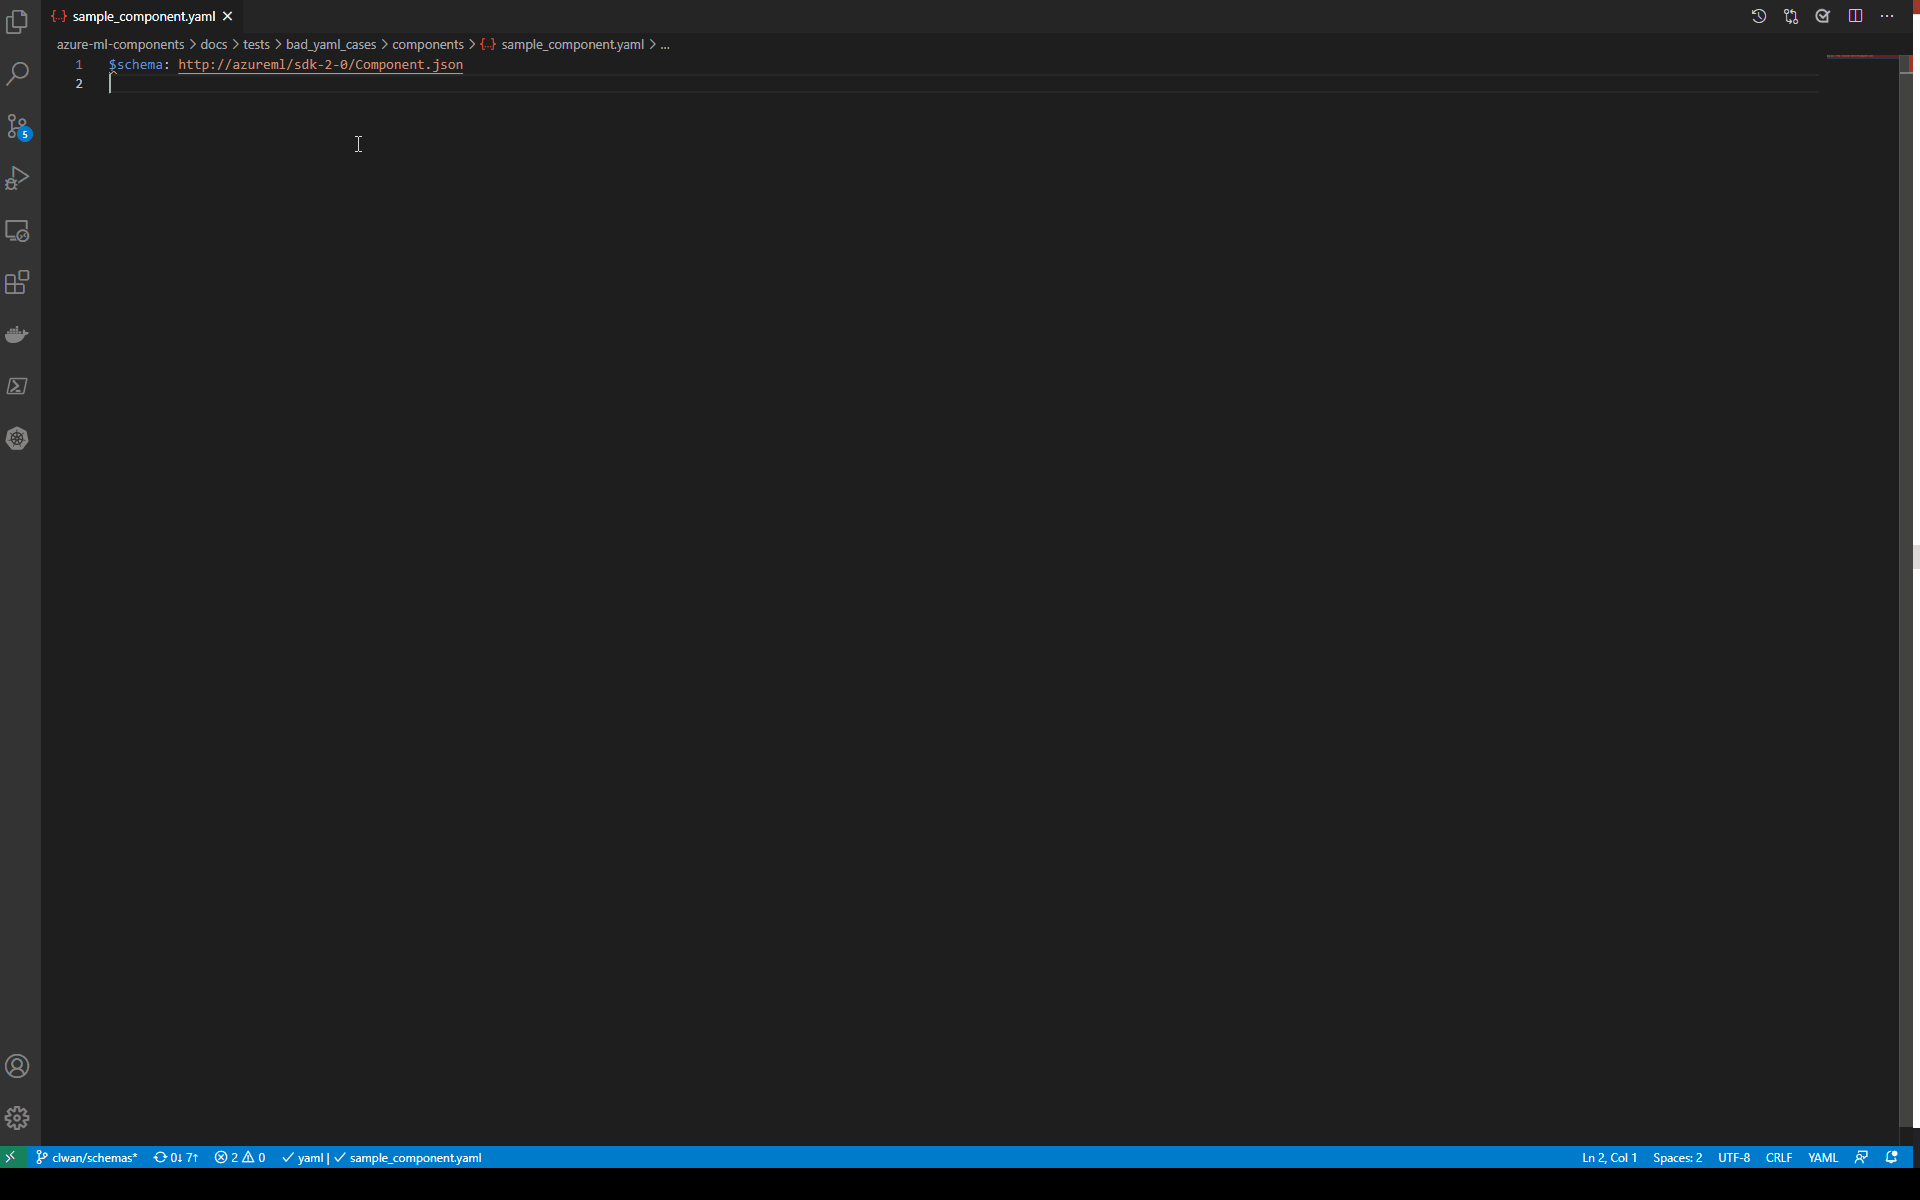 sample_component.yaml
azure-ml-components > docs > tests > bad_yaml_cases > components > {..} sample_component.yaml > ...
1 $schema: http://azureml/sdk-2-0/Component.json
2
5
clwan/schemas* 0↓ 7↑ 2 0 ✓ yaml | ✓ sample_component.yaml Ln 2, Col 1 Spaces: 2 UTF-8 CRLF YAML